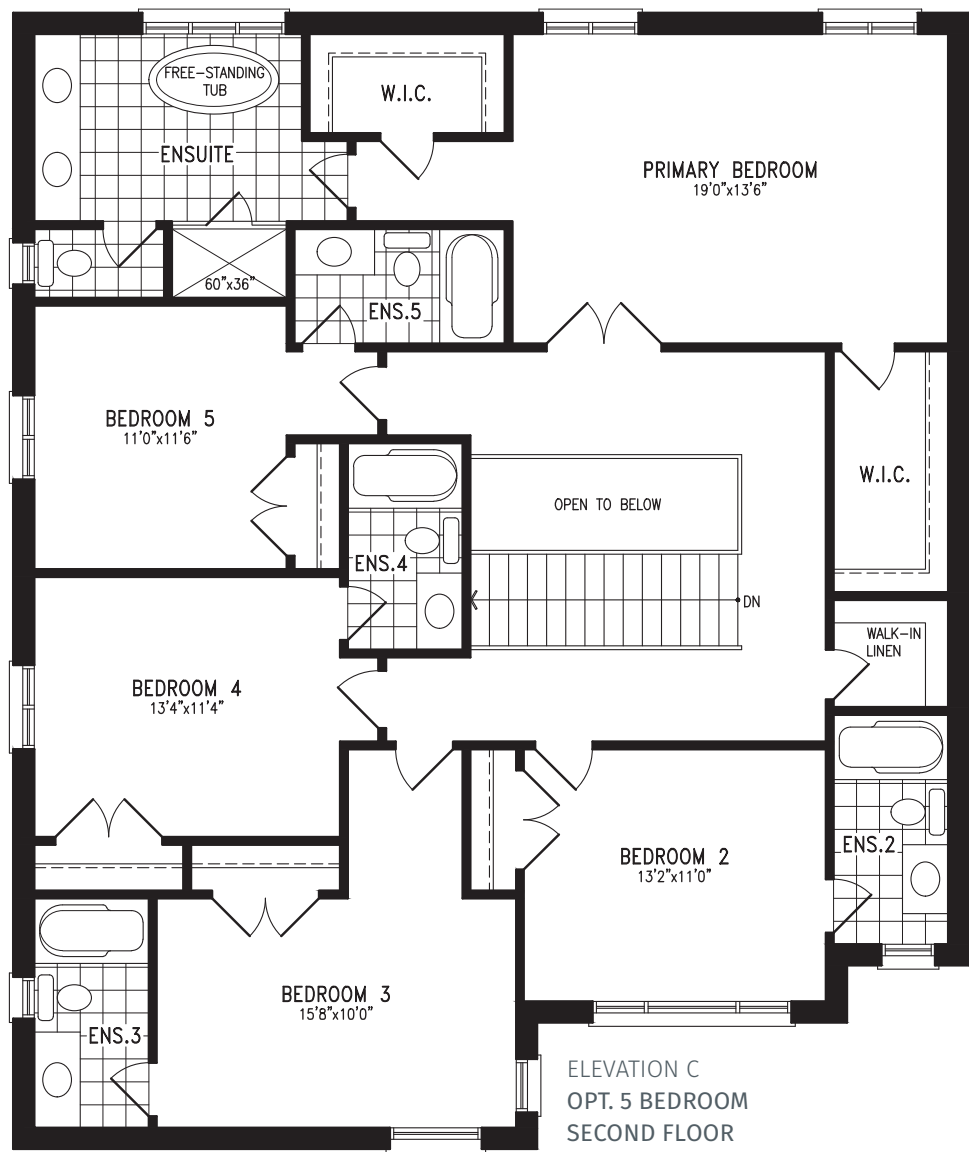 FREE-STANDING
TUB
W.I.C.
ENSUITE
PRIMARY BEDROOM
19'0"x13'6"
60"x36"
ENS.5
BEDROOM 5
11'0"x11'6"
W.I.C.
OPEN TO BELOW
ENS.4
DN
WALK-IN
LINEN
BEDROOM 4
13'4"x11'4"
ENS.2
BEDROOM 2
13'2"x11'0"
BEDROOM 3
15'8"x10'0"
ENS.3
ELEVATION C
OPT. 5 BEDROOM
SECOND FLOOR